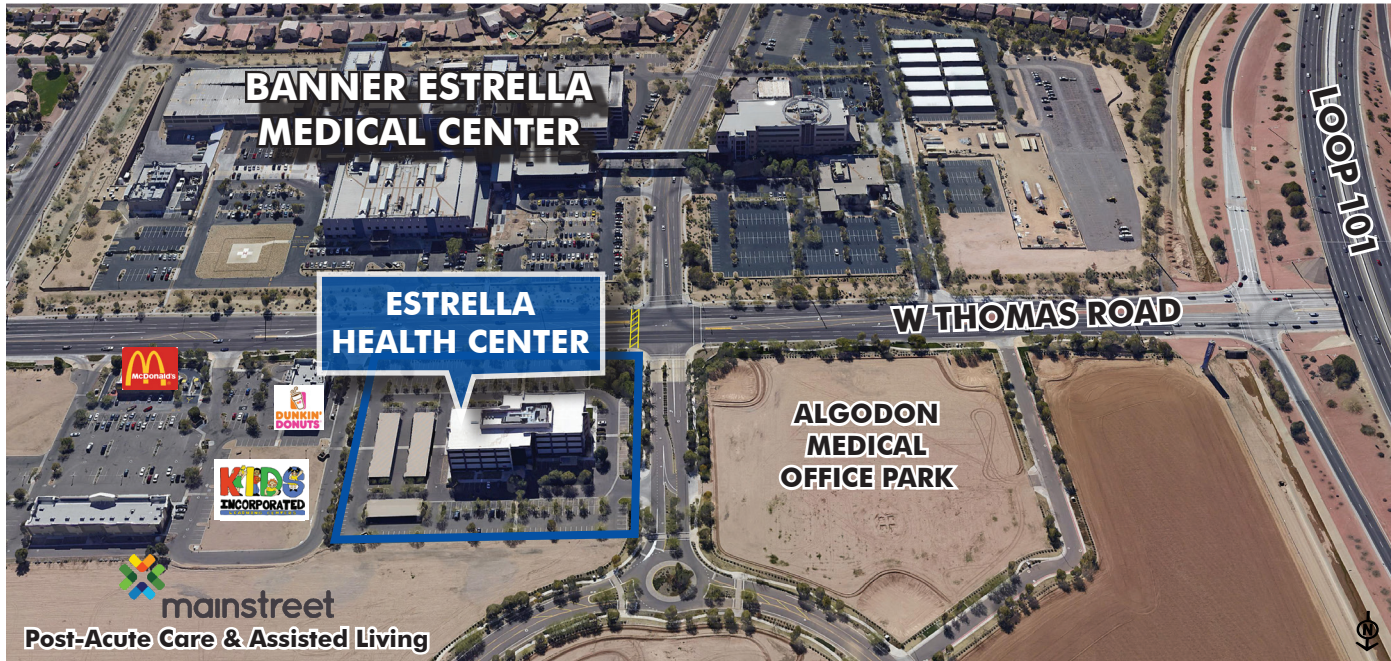 BANNER ESTRELLA
MEDICAL CENTER
LOOP 101
ESTRELLA
HEALTH CENTER
W THOMAS ROAD
McDonald's
DUNKIN'
DONUTS
KIDS
INCORPORATED
ALGODON
MEDICAL
OFFICE PARK
mainstreet
Post-Acute Care & Assisted Living
N